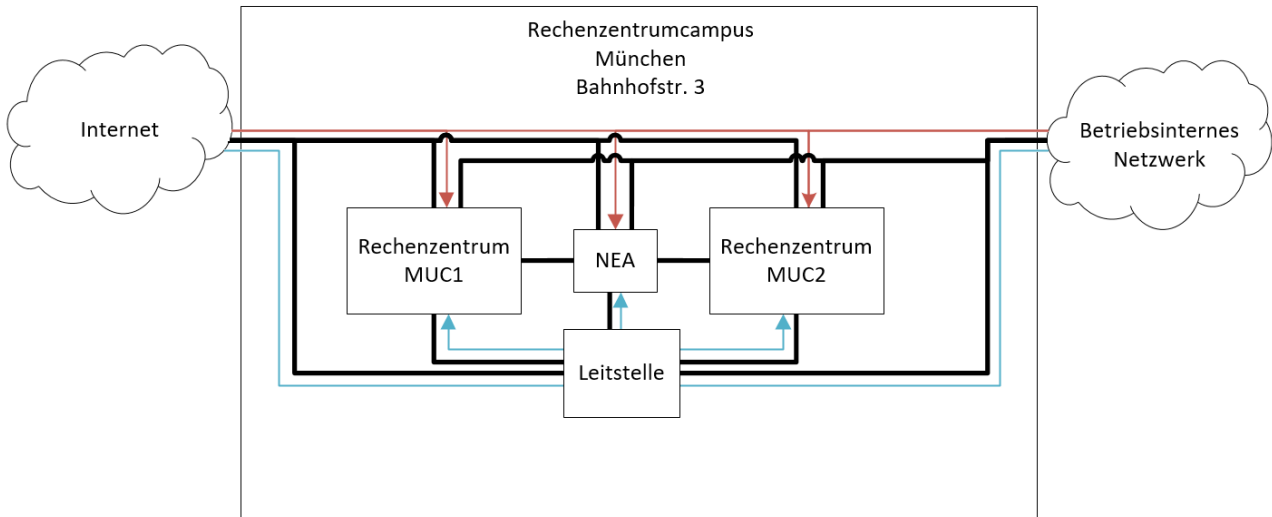 Rechenzentrumcampus
München
Bahnhofstr. 3
Internet
Betriebsinternes
Netzwerk
Rechenzentrum
MUC1
NEA
Rechenzentrum
MUC2
Leitstelle